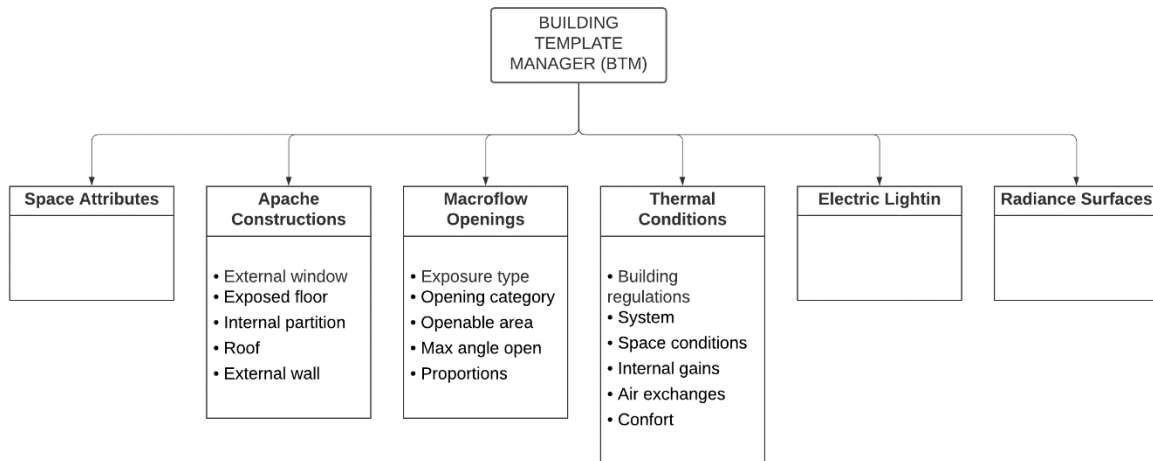 BUILDING
TEMPLATE
MANAGER (BTM)
Space Attributes
Apache
Constructions
• External window
• Exposed floor
• Internal partition
• Roof
• External wall
Macroflow
Openings
• Exposure type
• Opening category
• Openable area
• Max angle open
• Proportions
Thermal
Conditions
• Building
regulations
• System
• Space conditions
• Internal gains
• Air exchanges
• Confort
Electric Lightin
Radiance Surfaces